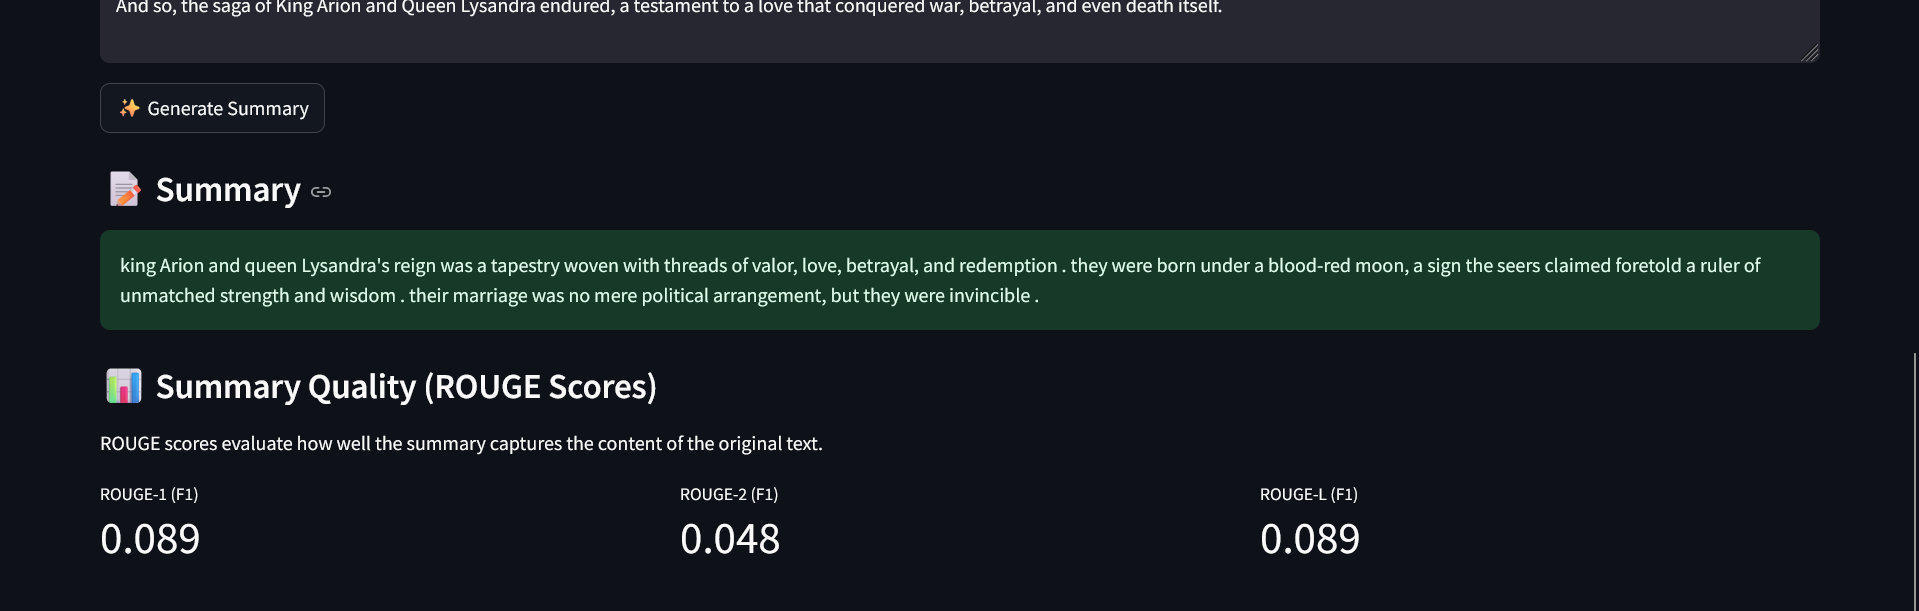 And so, the saga of King Arion and Queen Lysandra endured, a testament to a love that conquered war, betrayal, and even death itself.
✨ Generate Summary
📝 Summary
king Arion and queen Lysandra's reign was a tapestry woven with threads of valor, love, betrayal, and redemption . they were born under a blood-red moon, a sign the seers claimed foretold a ruler of
unmatched strength and wisdom . their marriage was no mere political arrangement, but they were invincible .
📊 Summary Quality (ROUGE Scores)
ROUGE scores evaluate how well the summary captures the content of the original text.
ROUGE-1 (F1)
0.089
ROUGE-2 (F1)
0.048
ROUGE-L (F1)
0.089